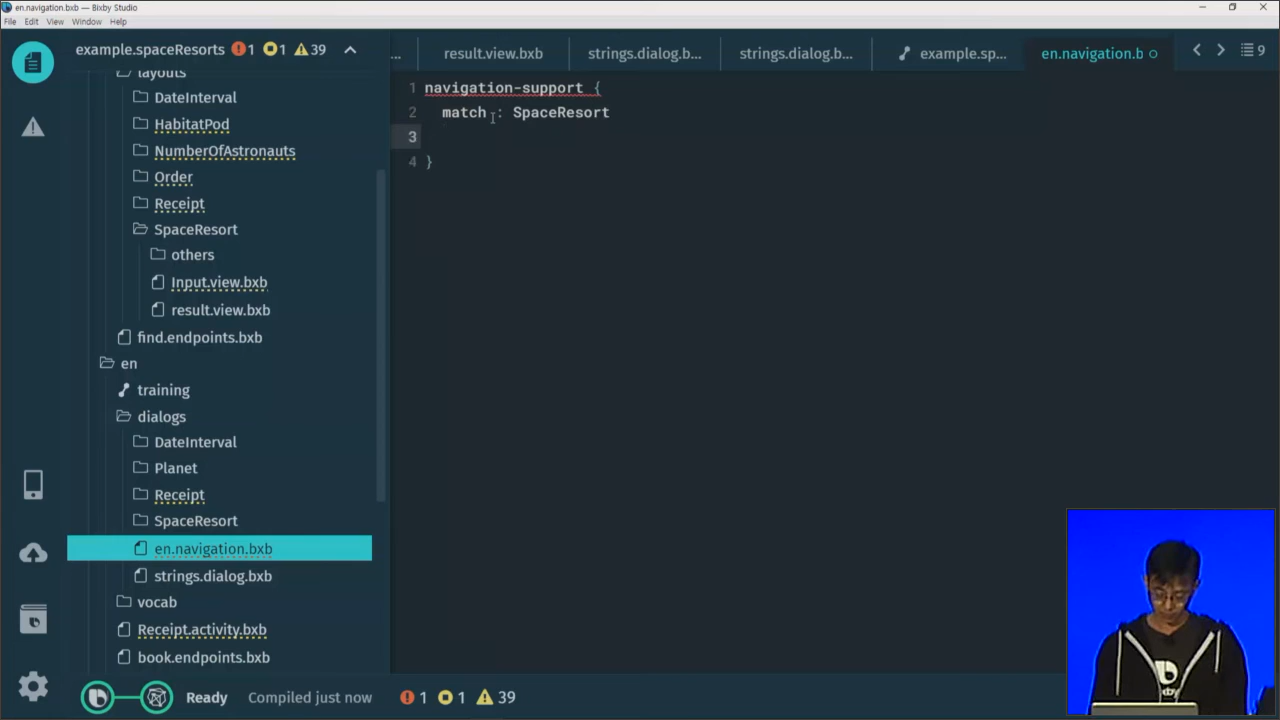 en.navigation.bxb — Bixby Studio
File Edit View Window Help
example.spaceResorts 1 1 39
... result.view.bxb strings.dialog.b... strings.dialog.b... example.sp... en.navigation.b 9
layouts
DateInterval
HabitatPod
NumberOfAstronauts
Order
Receipt
SpaceResort
others
Input.view.bxb
result.view.bxb
find.endpoints.bxb
en
training
dialogs
DateInterval
Planet
Receipt
SpaceResort
en.navigation.bxb
strings.dialog.bxb
vocab
Receipt.activity.bxb
book.endpoints.bxb
1 navigation-support {
2 match : SpaceResort
3
4 }
Ready Compiled just now 1 1 39